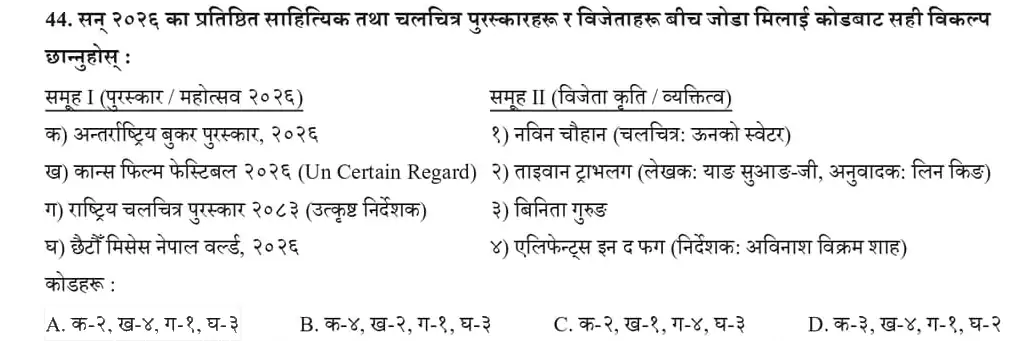 44. सन् २०२६ का प्रतिष्ठित साहित्यिक तथा चलचित्र पुरस्कारहरू र विजेताहरू बीच जोडा मिलाई कोडबाट सही विकल्प
छान्नुहोस् :
समूह I (पुरस्कार / महोत्सव २०२६) समूह II (विजेता कृति / व्यक्तित्व)
क) अन्तर्राष्ट्रिय बुकर पुरस्कार, २०२६ १) नविन चौहान (चलचित्र: ऊनको स्वेटर)
ख) कान्स फिल्म फेस्टिबल २०२६ (Un Certain Regard) २) ताइवान ट्राभलग (लेखक: याङ सुआङ-जी, अनुवादक: लिन किङ)
ग) राष्ट्रिय चलचित्र पुरस्कार २०८३ (उत्कृष्ट निर्देशक) ३) बिनिता गुरुङ
घ) छैटौँ मिसेस नेपाल वर्ल्ड, २०२६ ४) एलिफेन्ट्स इन द फग (निर्देशक: अविनाश विक्रम शाह)
कोडहरू :
A. क-२, ख-४, ग-१, घ-३ B. क-४, ख-२, ग-१, घ-३ C. क-२, ख-१, ग-४, घ-३ D. क-३, ख-४, ग-१, घ-२